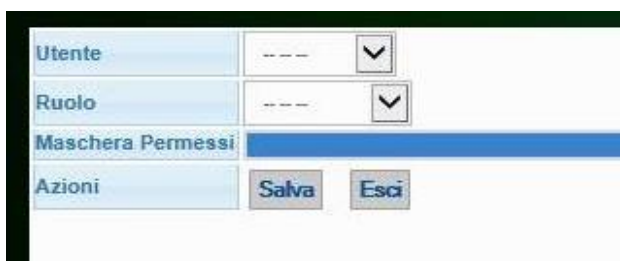 Utente ---
Ruolo ---
Maschera Permessi
Azioni Salva Esci